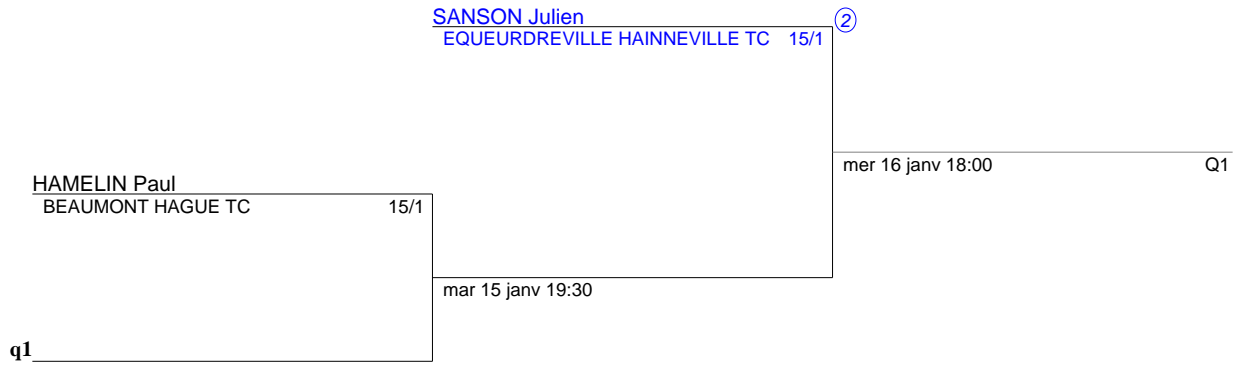 SANSON Julien
2
EQUEURDREVILLE HAINNEVILLE TC 15/1
mer 16 janv 18:00 Q1
HAMELIN Paul
BEAUMONT HAGUE TC 15/1
mar 15 janv 19:30
q1